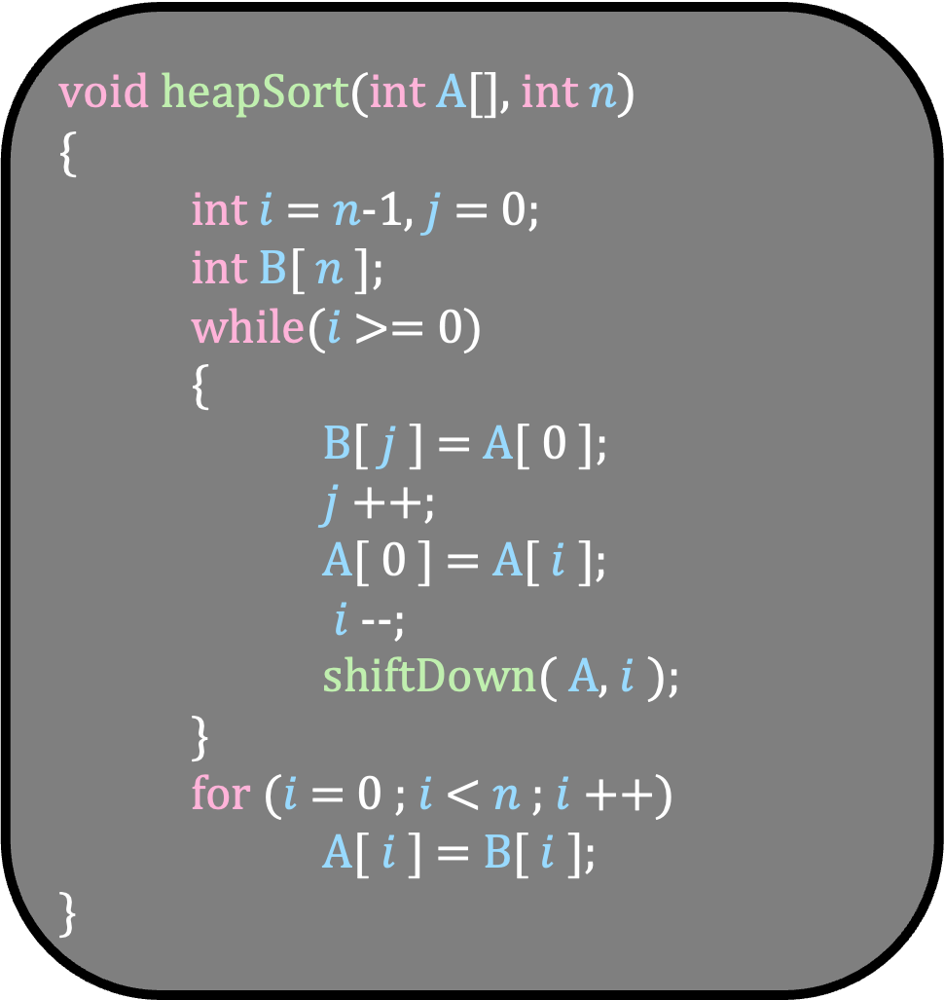 void heapSort(int A[], int n)
{
int i = n-1, j = 0;
int B[ n ];
while(i >= 0)
{
B[ j ] = A[ 0 ];
j ++;
A[ 0 ] = A[ i ];
i --;
shiftDown( A, i );
}
for (i = 0 ; i < n ; i ++)
A[ i ] = B[ i ];
}